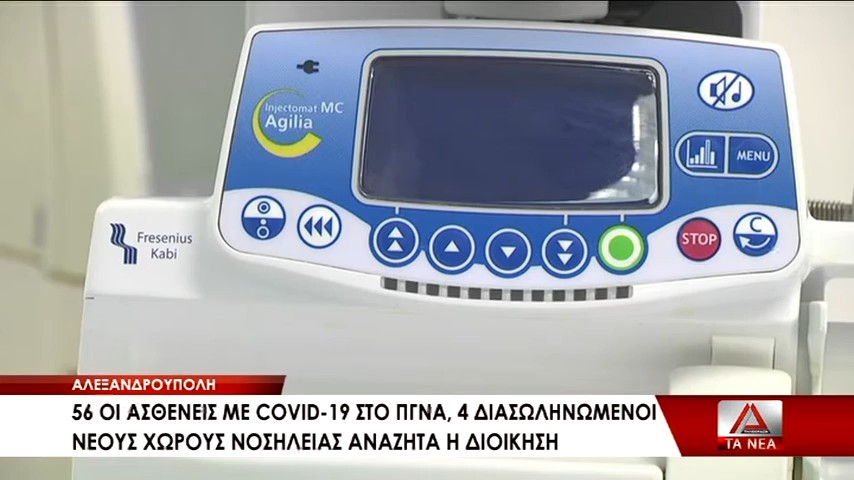 Injectomat MC
Agilia
MENU
Fresenius
Kabi
STOP
C
ΑΛΕΞΑΝΔΡΟΥΠΟΛΗ
56 ΟΙ ΑΣΘΕΝΕΙΣ ΜΕ COVID-19 ΣΤΟ ΠΓΝΑ, 4 ΔΙΑΣΩΛΗΝΩΜΕΝΟΙ
ΝΕΟΥΣ ΧΩΡΟΥΣ ΝΟΣΗΛΕΙΑΣ ΑΝΑΖΗΤΑ Η ΔΙΟΙΚΗΣΗ
ΤΑ ΝΕΑ